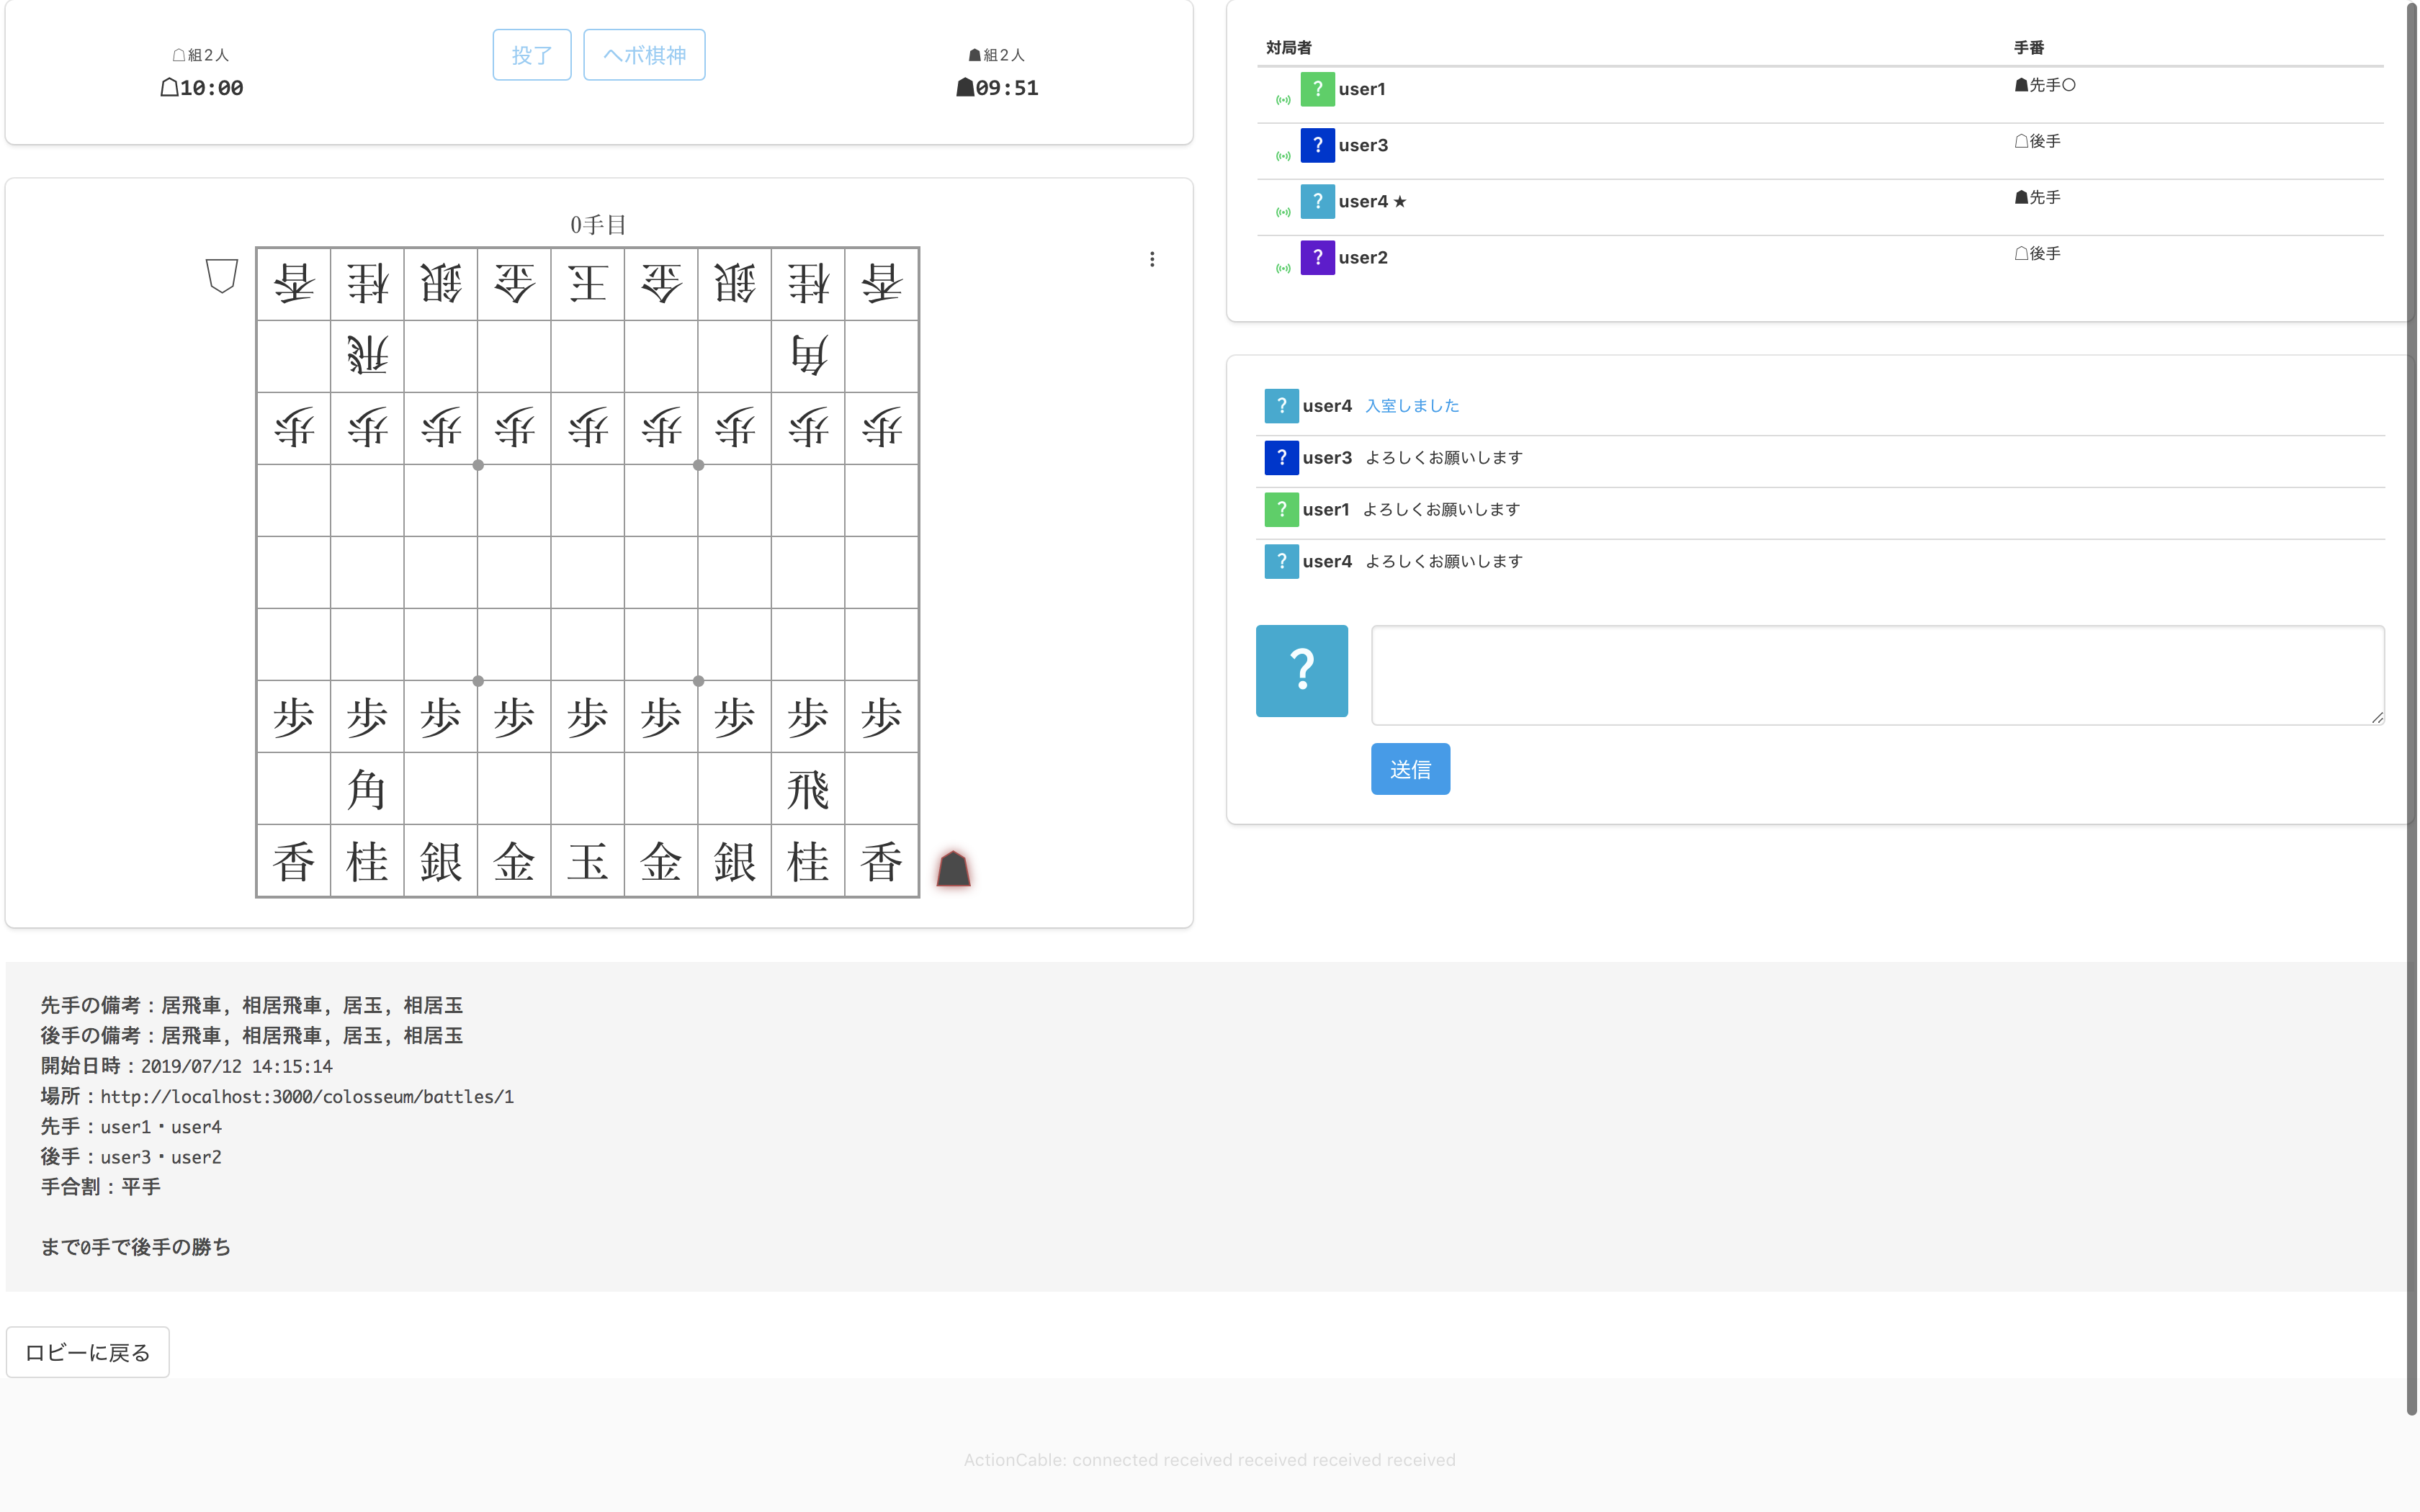 ☖組2人
☖10:00
投了
ヘボ棋神
☗組2人
☗09:51
0手目
香桂銀金玉金銀桂香
飛角
歩歩歩歩歩歩歩歩歩
歩歩歩歩歩歩歩歩歩
角飛
香桂銀金玉金銀桂香
対局者 手番
? user1 ☗先手○
? user3 ☖後手
? user4 ★ ☗先手
? user2 ☖後手
? user4 入室しました
? user3 よろしくお願いします
? user1 よろしくお願いします
? user4 よろしくお願いします
?
送信
先手の備考：居飛車, 相居飛車, 居玉, 相居玉
後手の備考：居飛車, 相居飛車, 居玉, 相居玉
開始日時：2019/07/12 14:15:14
場所：http://localhost:3000/colosseum/battles/1
先手：user1・user4
後手：user3・user2
手合割：平手
まで0手で後手の勝ち
ロビーに戻る
ActionCable: connected received received received received